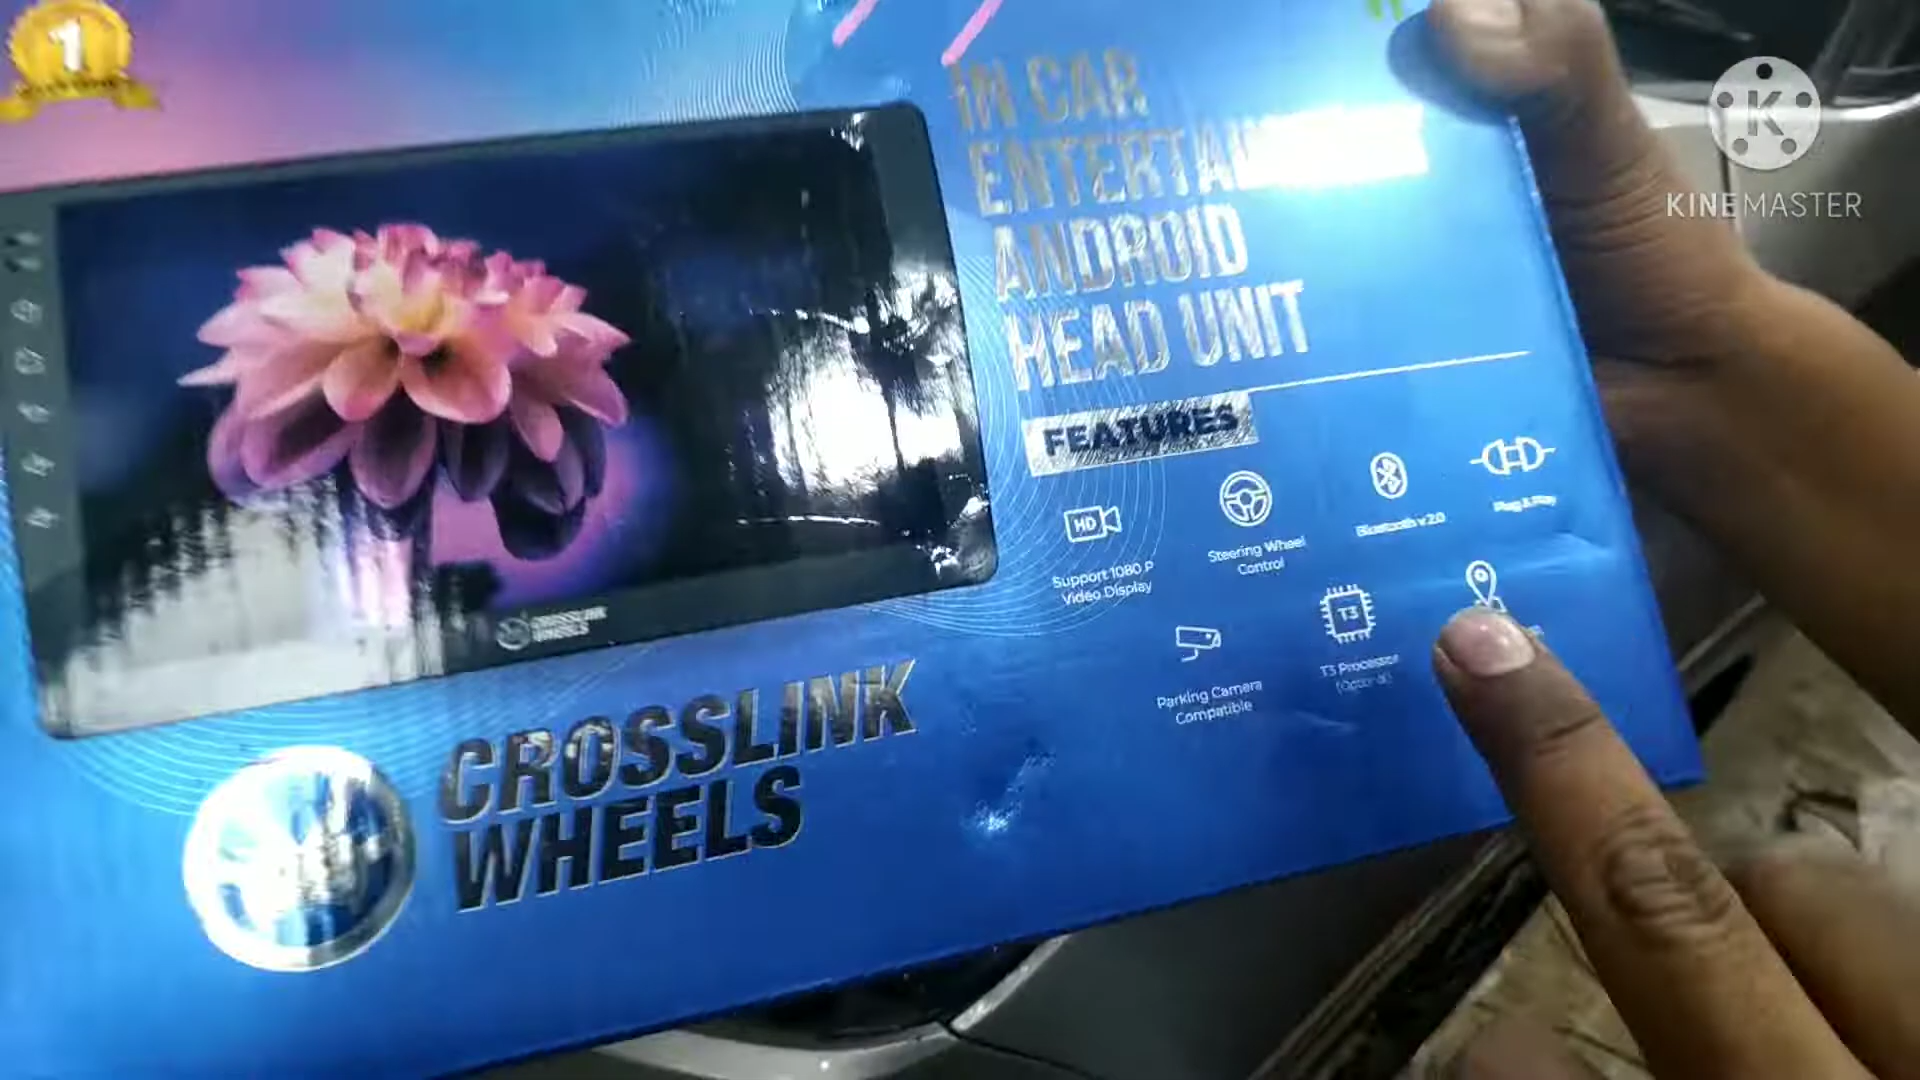 1
IN CAR
ANDROID
HEAD UNIT
FEATURES
HD
Support 1080 P
Video Display
Steering Wheel
Control
Bluetooth v 2.0
Plug & Play
Parking Camera
Compatible
T3
T3 Processor
(Optional)
CROSSLINK
WHEELS
CROSSLINK
WHEELS
K
KINEMASTER